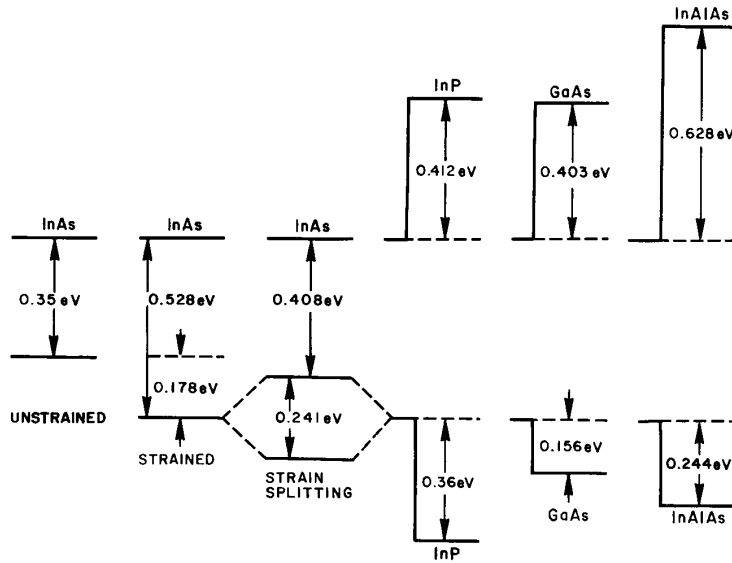 InAlAs
InP
GaAs
0.412 eV
0.403 eV
0.628 eV
InAs
InAs
InAs
0.35 eV
0.528 eV
0.408 eV
0.178 eV
UNSTRAINED
0.241 eV
STRAINED
STRAIN
SPLITTING
0.36 eV
0.156 eV
0.244 eV
GaAs
InAlAs
InP